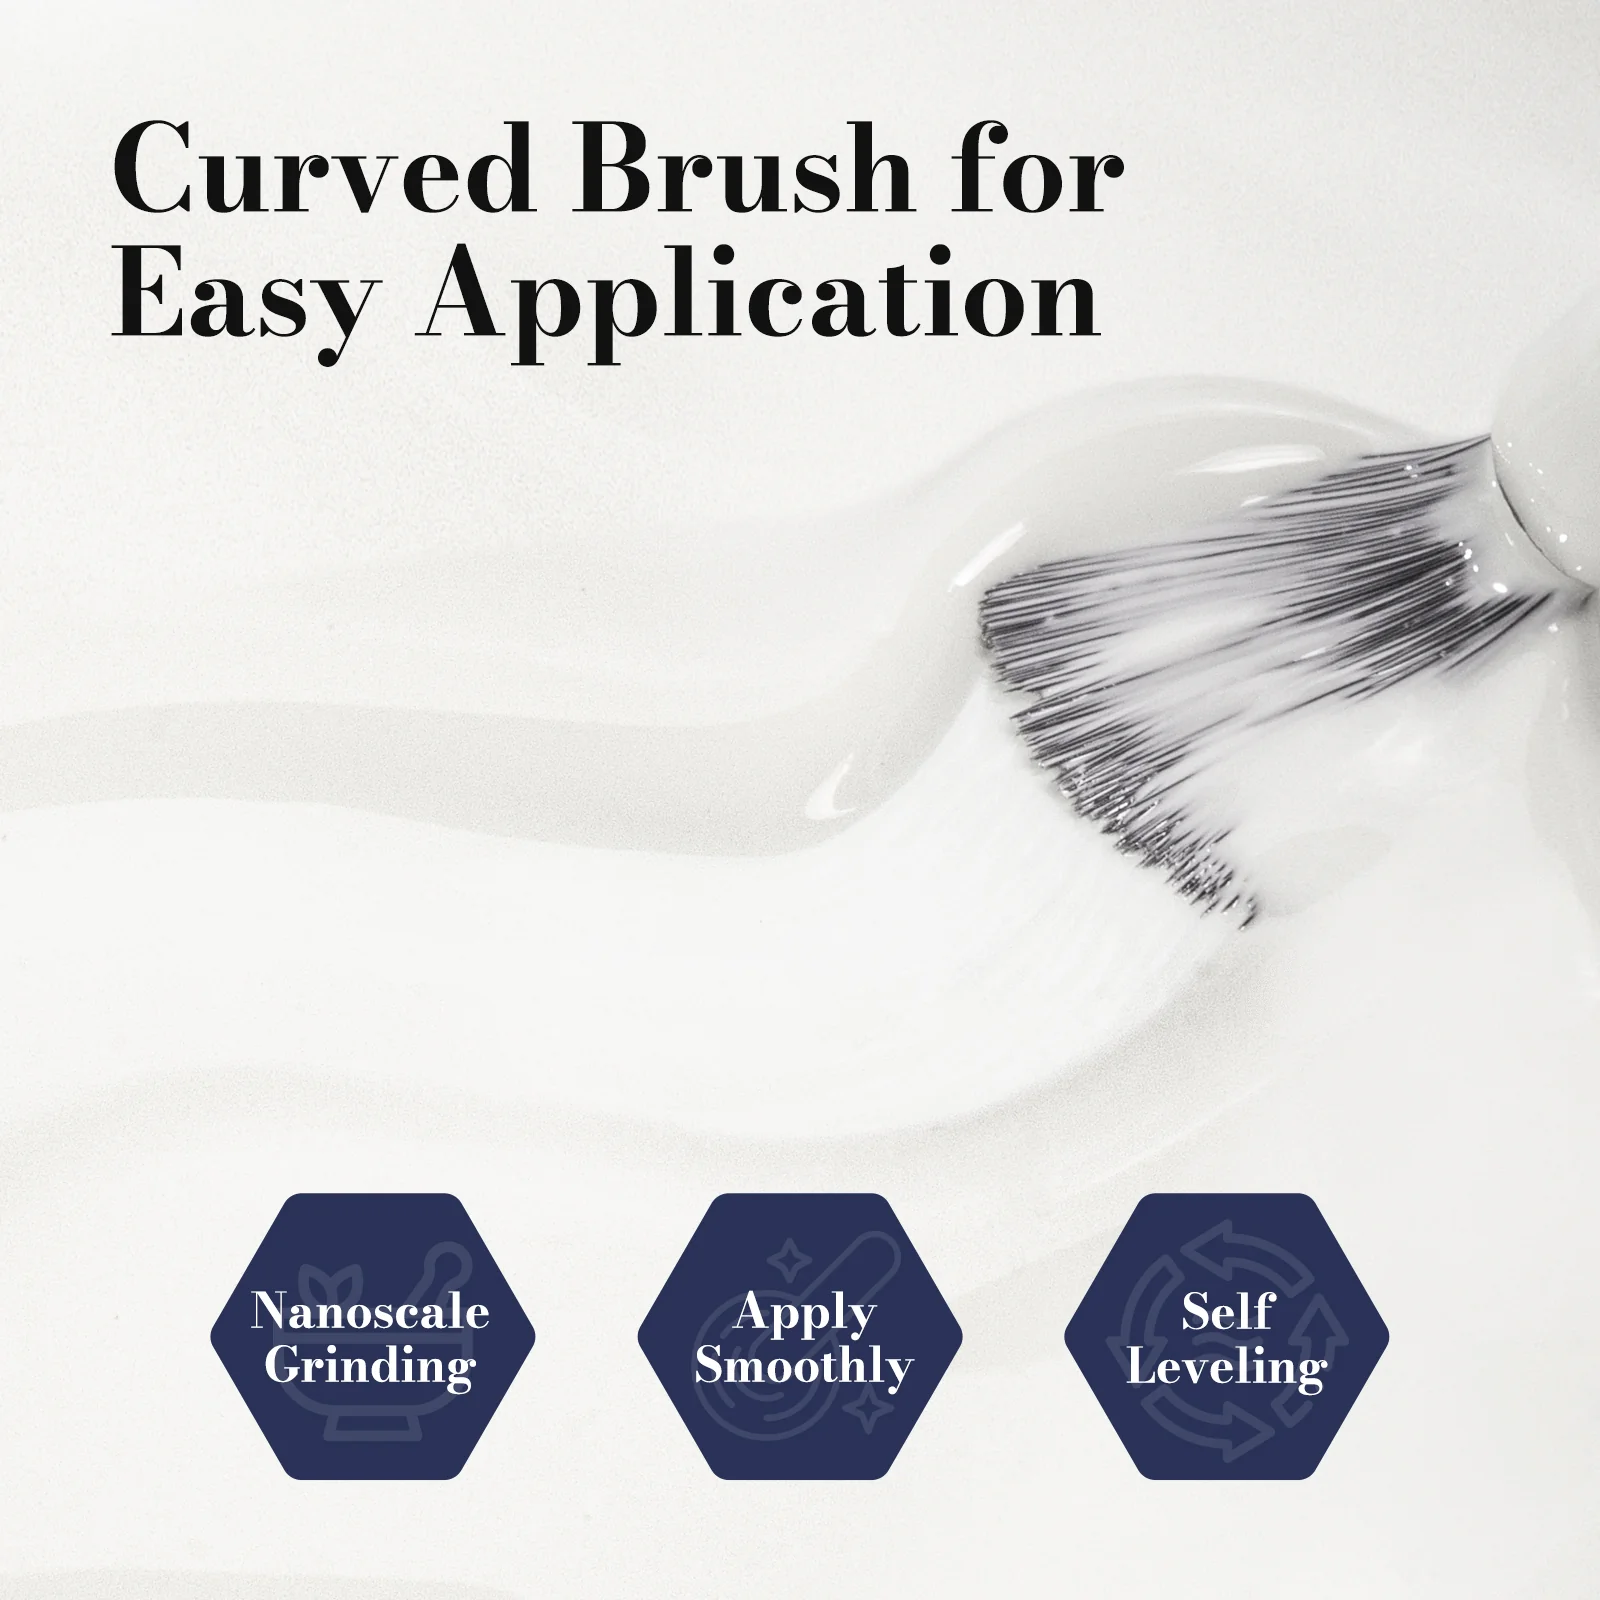 Curved Brush for
Easy Application
Nanoscale
Grinding
Apply
Smoothly
Self
Leveling